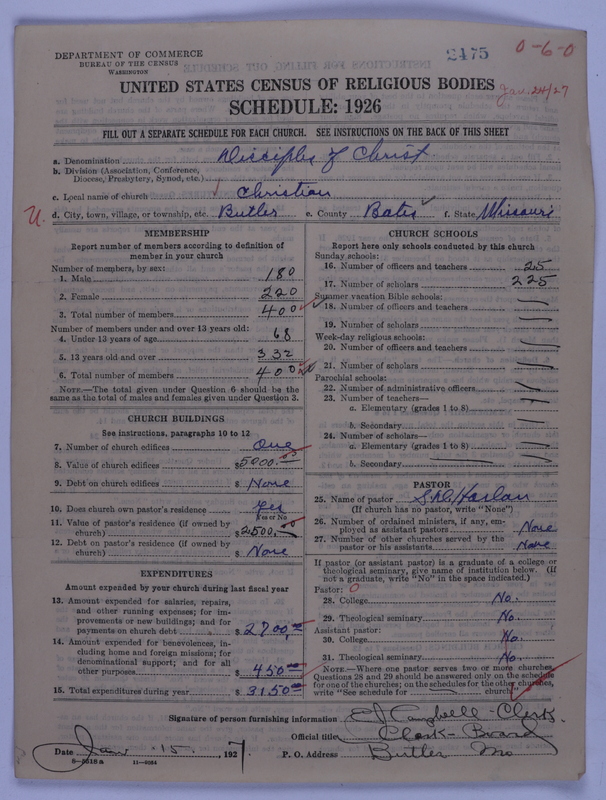 DEPARTMENT OF COMMERCE
BUREAU OF THE CENSUS
WASHINGTON
2475
0-6-0
Jan. 24/27
UNITED STATES CENSUS OF RELIGIOUS BODIES
SCHEDULE: 1926
FILL OUT A SEPARATE SCHEDULE FOR EACH CHURCH. SEE INSTRUCTIONS ON THE BACK OF THIS SHEET
a. Denomination Disciples of Christ
b. Division (Association, Conference,
Diocese, Presbytery, Synod, etc.)
c. Local name of church Christian
U. d. City, town, village, or township, etc. Butler e. County Bates f. State Missouri
MEMBERSHIP
Report number of members according to definition of
member in your church
Number of members, by sex:
1. Male 180
2. Female 220
3. Total number of members 400
Number of members under and over 13 years old:
4. Under 13 years of age 68
5. 13 years old and over 332
6. Total number of members 400
NOTE.—The total given under Question 6 should be
same as the total of males and females given under Question 3.
CHURCH BUILDINGS
See instructions, paragraphs 10 to 12
7. Number of church edifices One
8. Value of church edifices $5000.00
9. Debt on church edifices $ None
10. Does church own pastor's residence Yes
Yes or No
11. Value of pastor's residence (if owned by
church) $2500.00
12. Debt on pastor's residence (if owned by
church) $ None
EXPENDITURES
Amount expended by your church during last fiscal year
13. Amount expended for salaries, repairs,
and other running expenses; for im-
provements or new buildings; and for
payments on church debt $ 2700.00
14. Amount expended for benevolences, in-
cluding home and foreign missions; for
denominational support; and for all
other purposes $ 450.00
15. Total expenditures during year $ 3150.00
CHURCH SCHOOLS
Report here only schools conducted by this church
Sunday schools:
16. Number of officers and teachers 25
17. Number of scholars 225
Summer vacation Bible schools:
18. Number of officers and teachers
19. Number of scholars
Week-day religious schools:
20. Number of officers and teachers
21. Number of scholars
Parochial schools:
22. Number of administrative officers
23. Number of teachers—
a. Elementary (grades 1 to 8)
b. Secondary
24. Number of scholars—
a. Elementary (grades 1 to 8)
b. Secondary
PASTOR
25. Name of pastor Harlan
(If church has no pastor, write "None")
26. Number of ordained ministers, if any, em-
ployed as assistant pastors None
27. Number of other churches served by the
pastor or his assistants None
If pastor (or assistant pastor) is a graduate of a college or
theological seminary, give name of institution below. (If
not a graduate, write "No" in the space indicated.)
Pastor: 0
28. College No.
29. Theological seminary No.
Assistant pastor:
30. College No.
31. Theological seminary No.
NOTE.—Where one pastor serves two or more churches,
Questions 28 and 29 should be answered only on the schedule
for one of the churches; on the schedules for the other churches,
write "See schedule for church"
Signature of person furnishing information Campbell - Clerk.
Official title Clerk - Board
Date Jan 15, 1927. P. O. Address Butler Mo
8-5518 a 11-9084